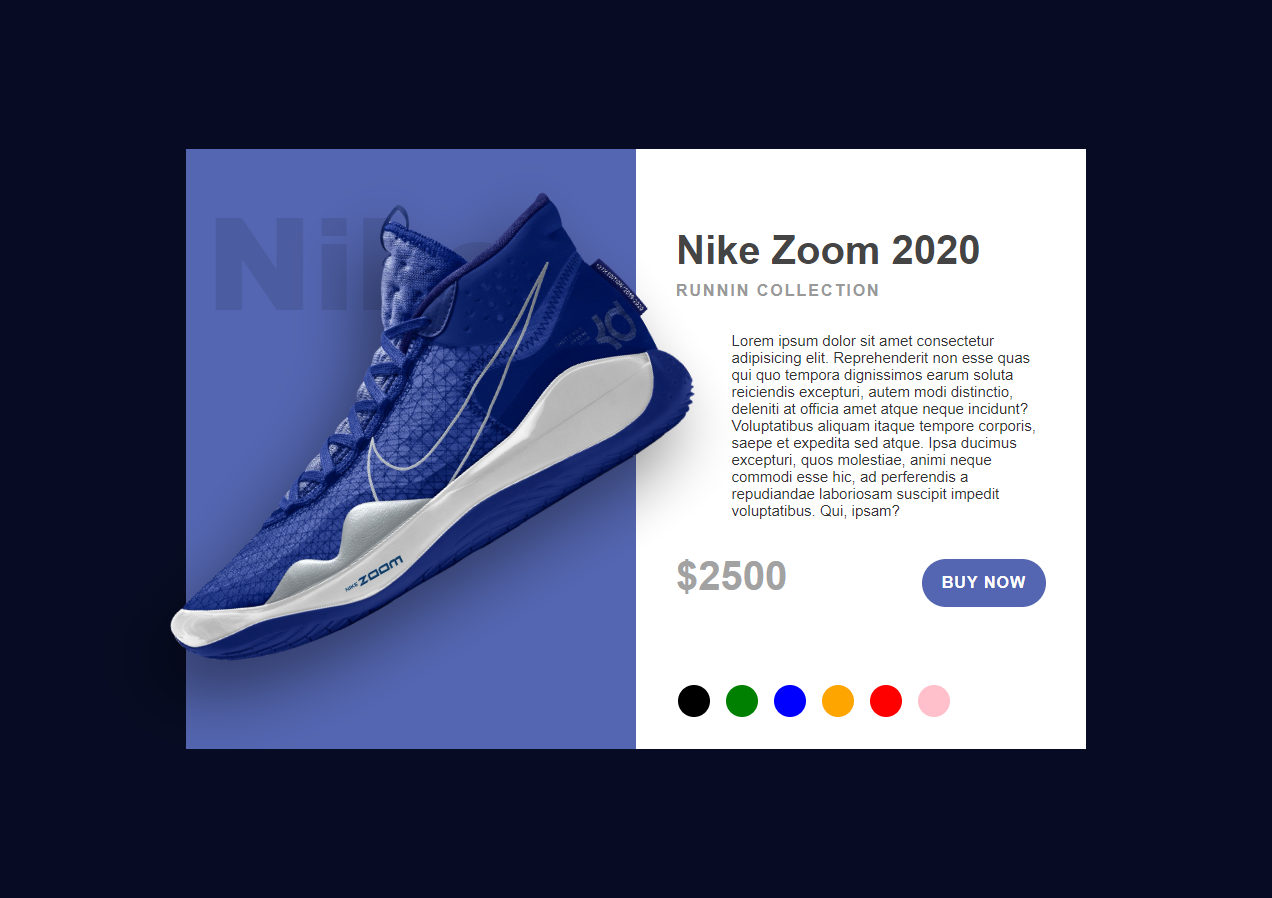 Nike
Nike Zoom 2020
RUNNIN COLLECTION
Lorem ipsum dolor sit amet consectetur
adipisicing elit. Reprehenderit non esse quas
qui quo tempora dignissimos earum soluta
reiciendis excepturi, autem modi distinctio,
deleniti at officia amet atque neque incidunt?
Voluptatibus aliquam itaque tempore corporis,
saepe et expedita sed atque. Ipsa ducimus
excepturi, quos molestiae, animi neque
commodi esse hic, ad perferendis a
repudiandae laboriosam suscipit impedit
voluptatibus. Qui, ipsam?
$2500
BUY NOW
NIKE ZOOM